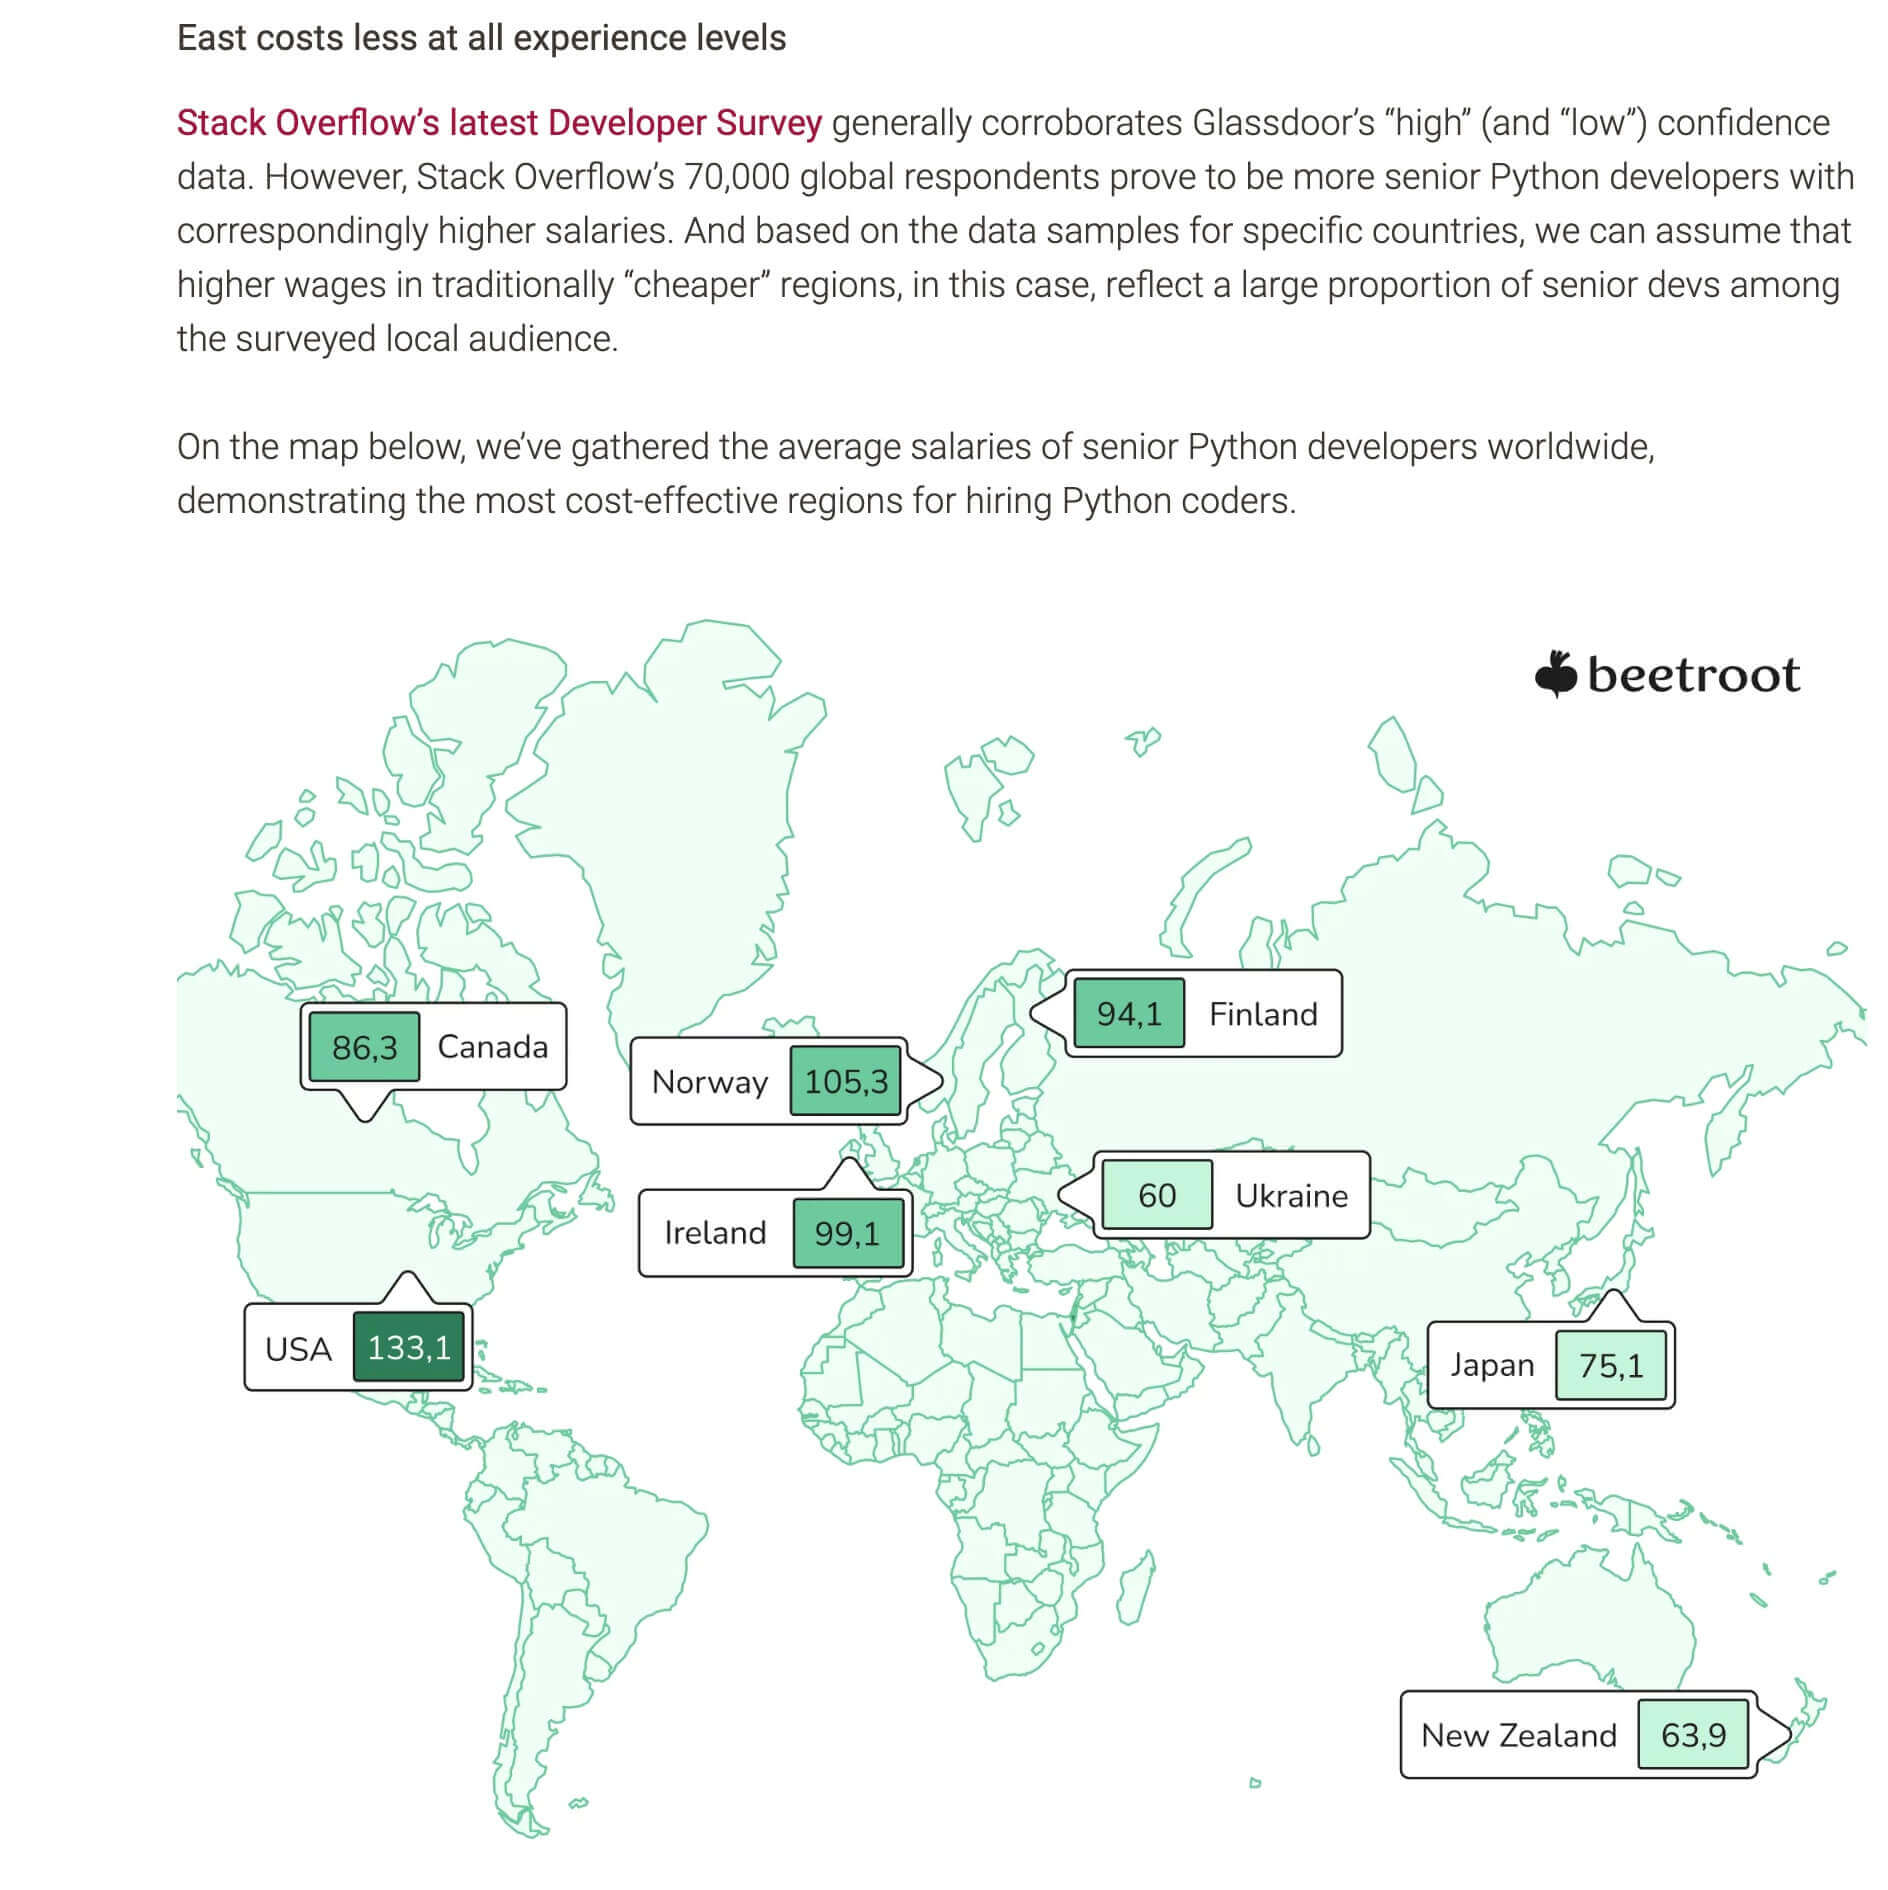 East costs less at all experience levels
Stack Overflow’s latest Developer Survey generally corroborates Glassdoor’s “high” (and “low”) confidence
data. However, Stack Overflow’s 70,000 global respondents prove to be more senior Python developers with
correspondingly higher salaries. And based on the data samples for specific countries, we can assume that
higher wages in traditionally “cheaper” regions, in this case, reflect a large proportion of senior devs among
the surveyed local audience.
On the map below, we’ve gathered the average salaries of senior Python developers worldwide,
demonstrating the most cost-effective regions for hiring Python coders.
beetroot
94,1 Finland
86,3 Canada
Norway 105,3
60 Ukraine
Ireland 99,1
USA 133,1
Japan 75,1
New Zealand 63,9